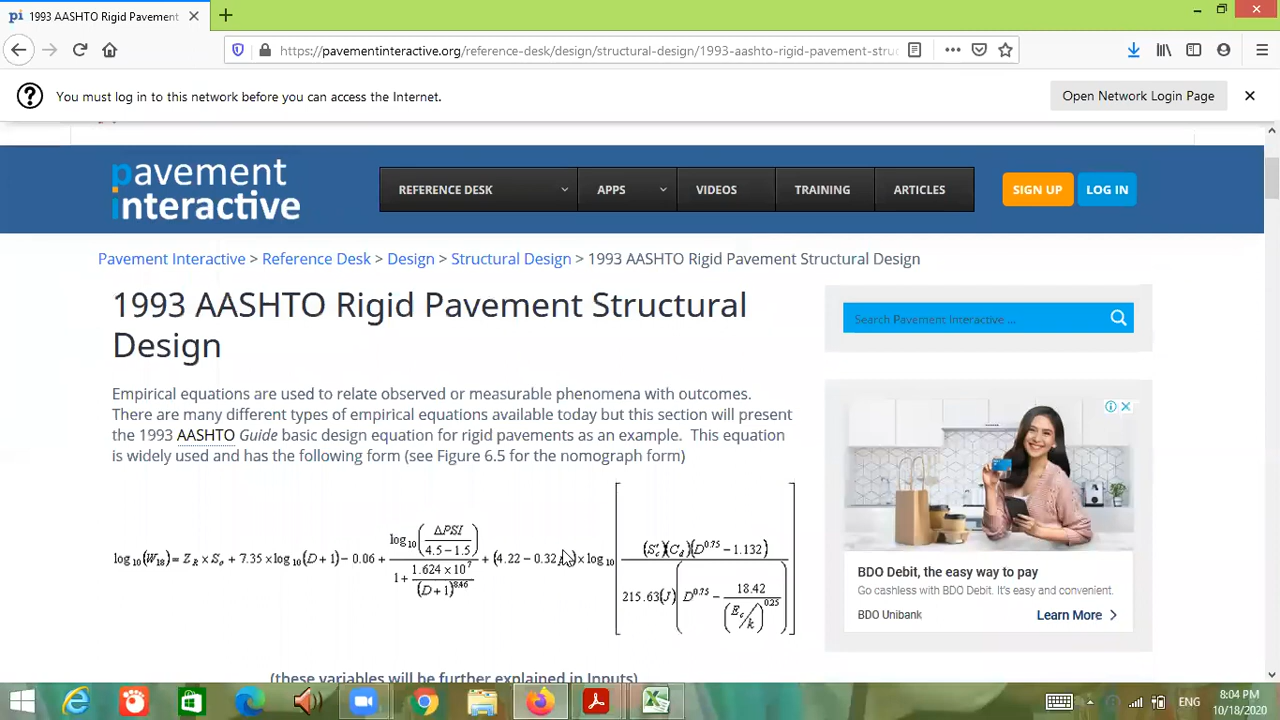 1993 AASHTO Rigid Pavement
https://pavementinteractive.org/reference-desk/design/structural-design/1993-aashto-rigid-pavement-struc
You must log in to this network before you can access the Internet.
Open Network Login Page
pavement
interactive
REFERENCE DESK
APPS
VIDEOS
TRAINING
ARTICLES
SIGN UP
LOG IN
Pavement Interactive > Reference Desk > Design > Structural Design > 1993 AASHTO Rigid Pavement Structural Design
1993 AASHTO Rigid Pavement Structural
Design
Search Pavement Interactive ...
Empirical equations are used to relate observed or measurable phenomena with outcomes.
There are many different types of empirical equations available today but this section will present
the 1993 AASHTO Guide basic design equation for rigid pavements as an example. This equation
is widely used and has the following form (see Figure 6.5 for the nomograph form)
log10(W18) = ZR × So + 7.35 × log10(D+1) − 0.06 + log10(ΔPSI / 4.5 − 1.5) / 1 + 1.624 × 10^7 / (D+1)^8.46 + (4.22 − 0.32 ) × log10 [(S'c)(Cd)(D^0.75 − 1.132) / 215.63(J)(D^0.75 − 18.42 / (Ec/k)^0.25)]
(these variables will be further explained in Inputs)
BDO Debit, the easy way to pay
Go cashless with BDO Debit. It's easy and convenient.
BDO Unibank
Learn More
ENG
8:04 PM
10/18/2020